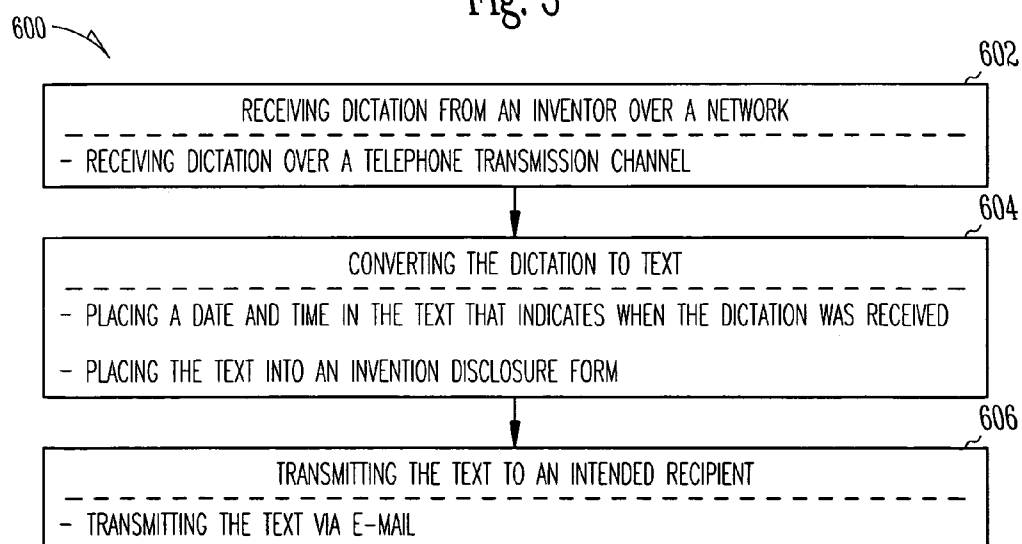 Fig. 5
600
602
RECEIVING DICTATION FROM AN INVENTOR OVER A NETWORK
- RECEIVING DICTATION OVER A TELEPHONE TRANSMISSION CHANNEL
604
CONVERTING THE DICTATION TO TEXT
- PLACING A DATE AND TIME IN THE TEXT THAT INDICATES WHEN THE DICTATION WAS RECEIVED
- PLACING THE TEXT INTO AN INVENTION DISCLOSURE FORM
606
TRANSMITTING THE TEXT TO AN INTENDED RECIPIENT
- TRANSMITTING THE TEXT VIA E-MAIL